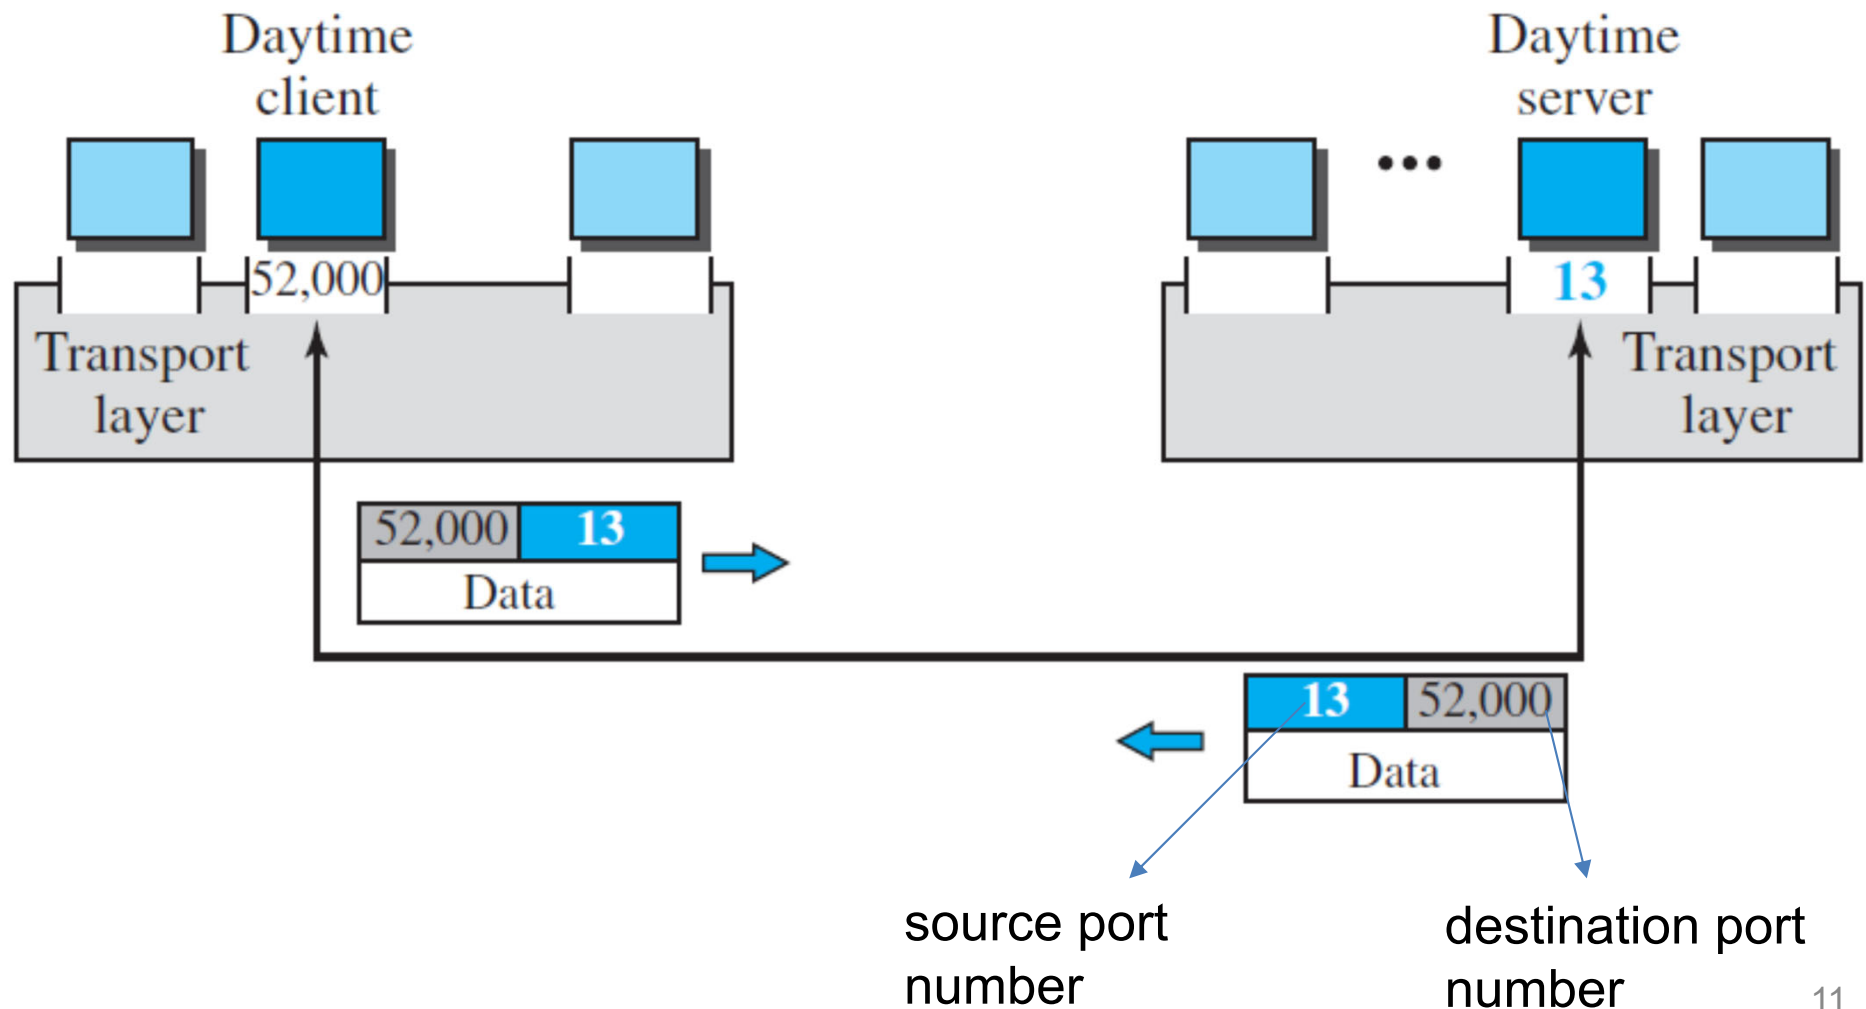 Daytime
client
Daytime
server
52,000
13
Transport
layer
Transport
layer
52,000 13
Data
13 52,000
Data
source port
number
destination port
number
11